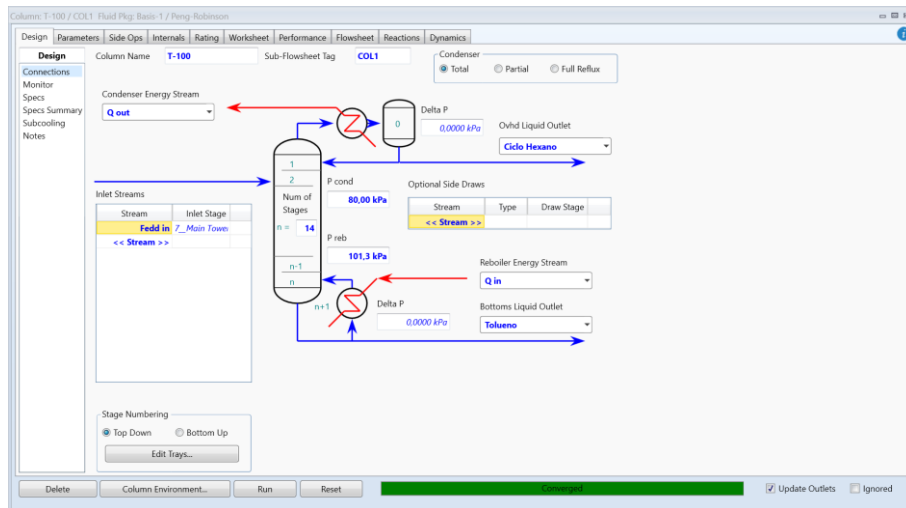 Column: T-100 / COL1 Fluid Pkg: Basis-1 / Peng-Robinson
Design Parameters Side Ops Internals Rating Worksheet Performance Flowsheet Reactions Dynamics
Design
Connections
Monitor
Specs
Specs Summary
Subcooling
Notes
Column Name T-100 Sub-Flowsheet Tag COL1
Condenser
Total Partial Full Reflux
Condenser Energy Stream
Q out
0
Delta P
0,0000 kPa
Ovhd Liquid Outlet
Ciclo Hexano
Inlet Streams
Stream Inlet Stage
Fedd in 7__Main Towe
<< Stream >>
1
2
Num of
Stages
n = 14
n-1
n
n+1
P cond
80,00 kPa
P reb
101,3 kPa
Optional Side Draws
Stream Type Draw Stage
<< Stream >>
Reboiler Energy Stream
Q in
Delta P
0,0000 kPa
Bottoms Liquid Outlet
Tolueno
Stage Numbering
Top Down Bottom Up
Edit Trays...
Delete Column Environment... Run Reset Converged Update Outlets Ignored